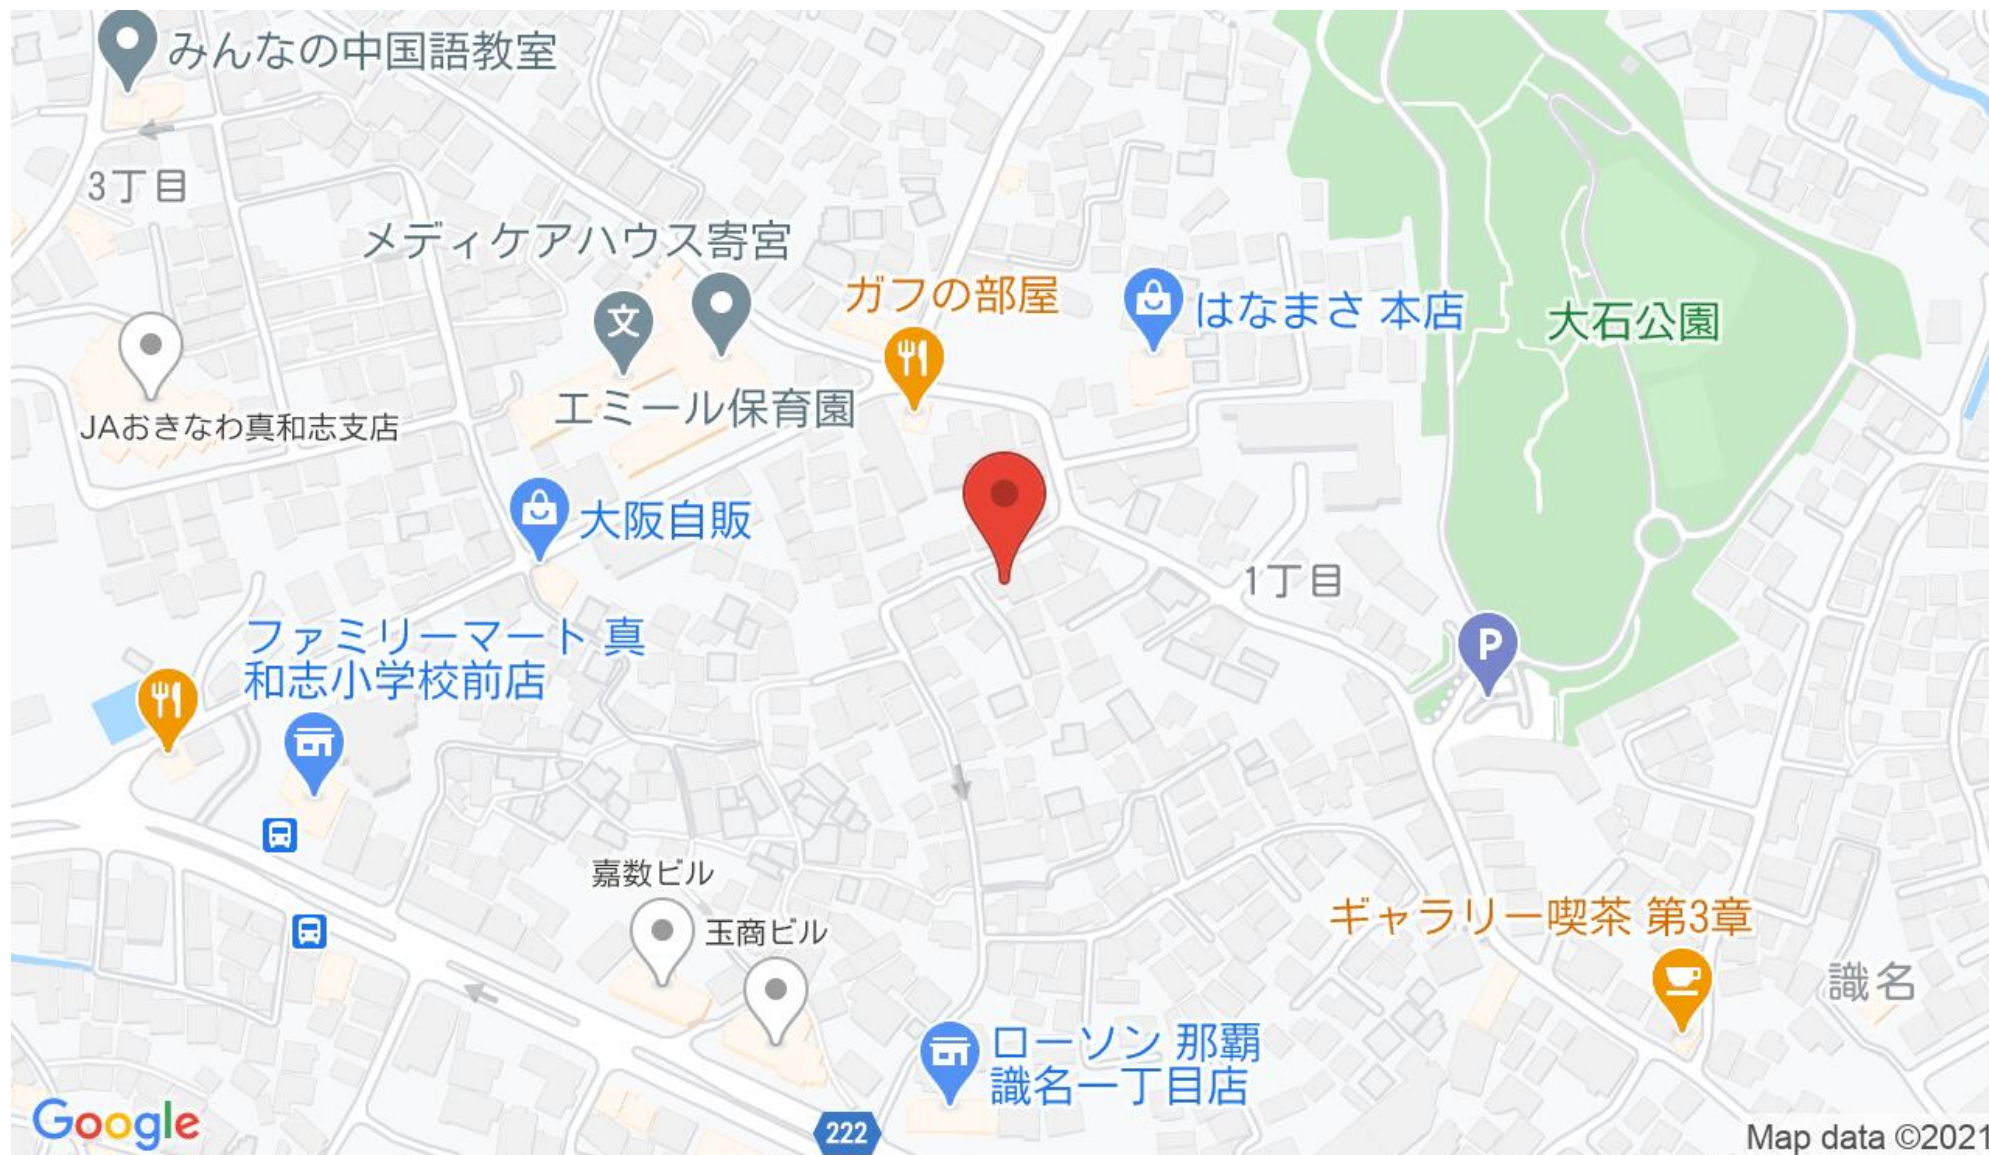 みんなの中国語教室
3丁目
メディケアハウス寄宮
ガフの部屋
はなまさ 本店
大石公園
文
エミール保育園
JAおきなわ真和志支店
大阪自販
1丁目
ファミリーマート 真
和志小学校前店
P
嘉数ビル
玉商ビル
ギャラリー喫茶 第3章
識名
ローソン 那覇
識名一丁目店
222
Google
Map data ©2021